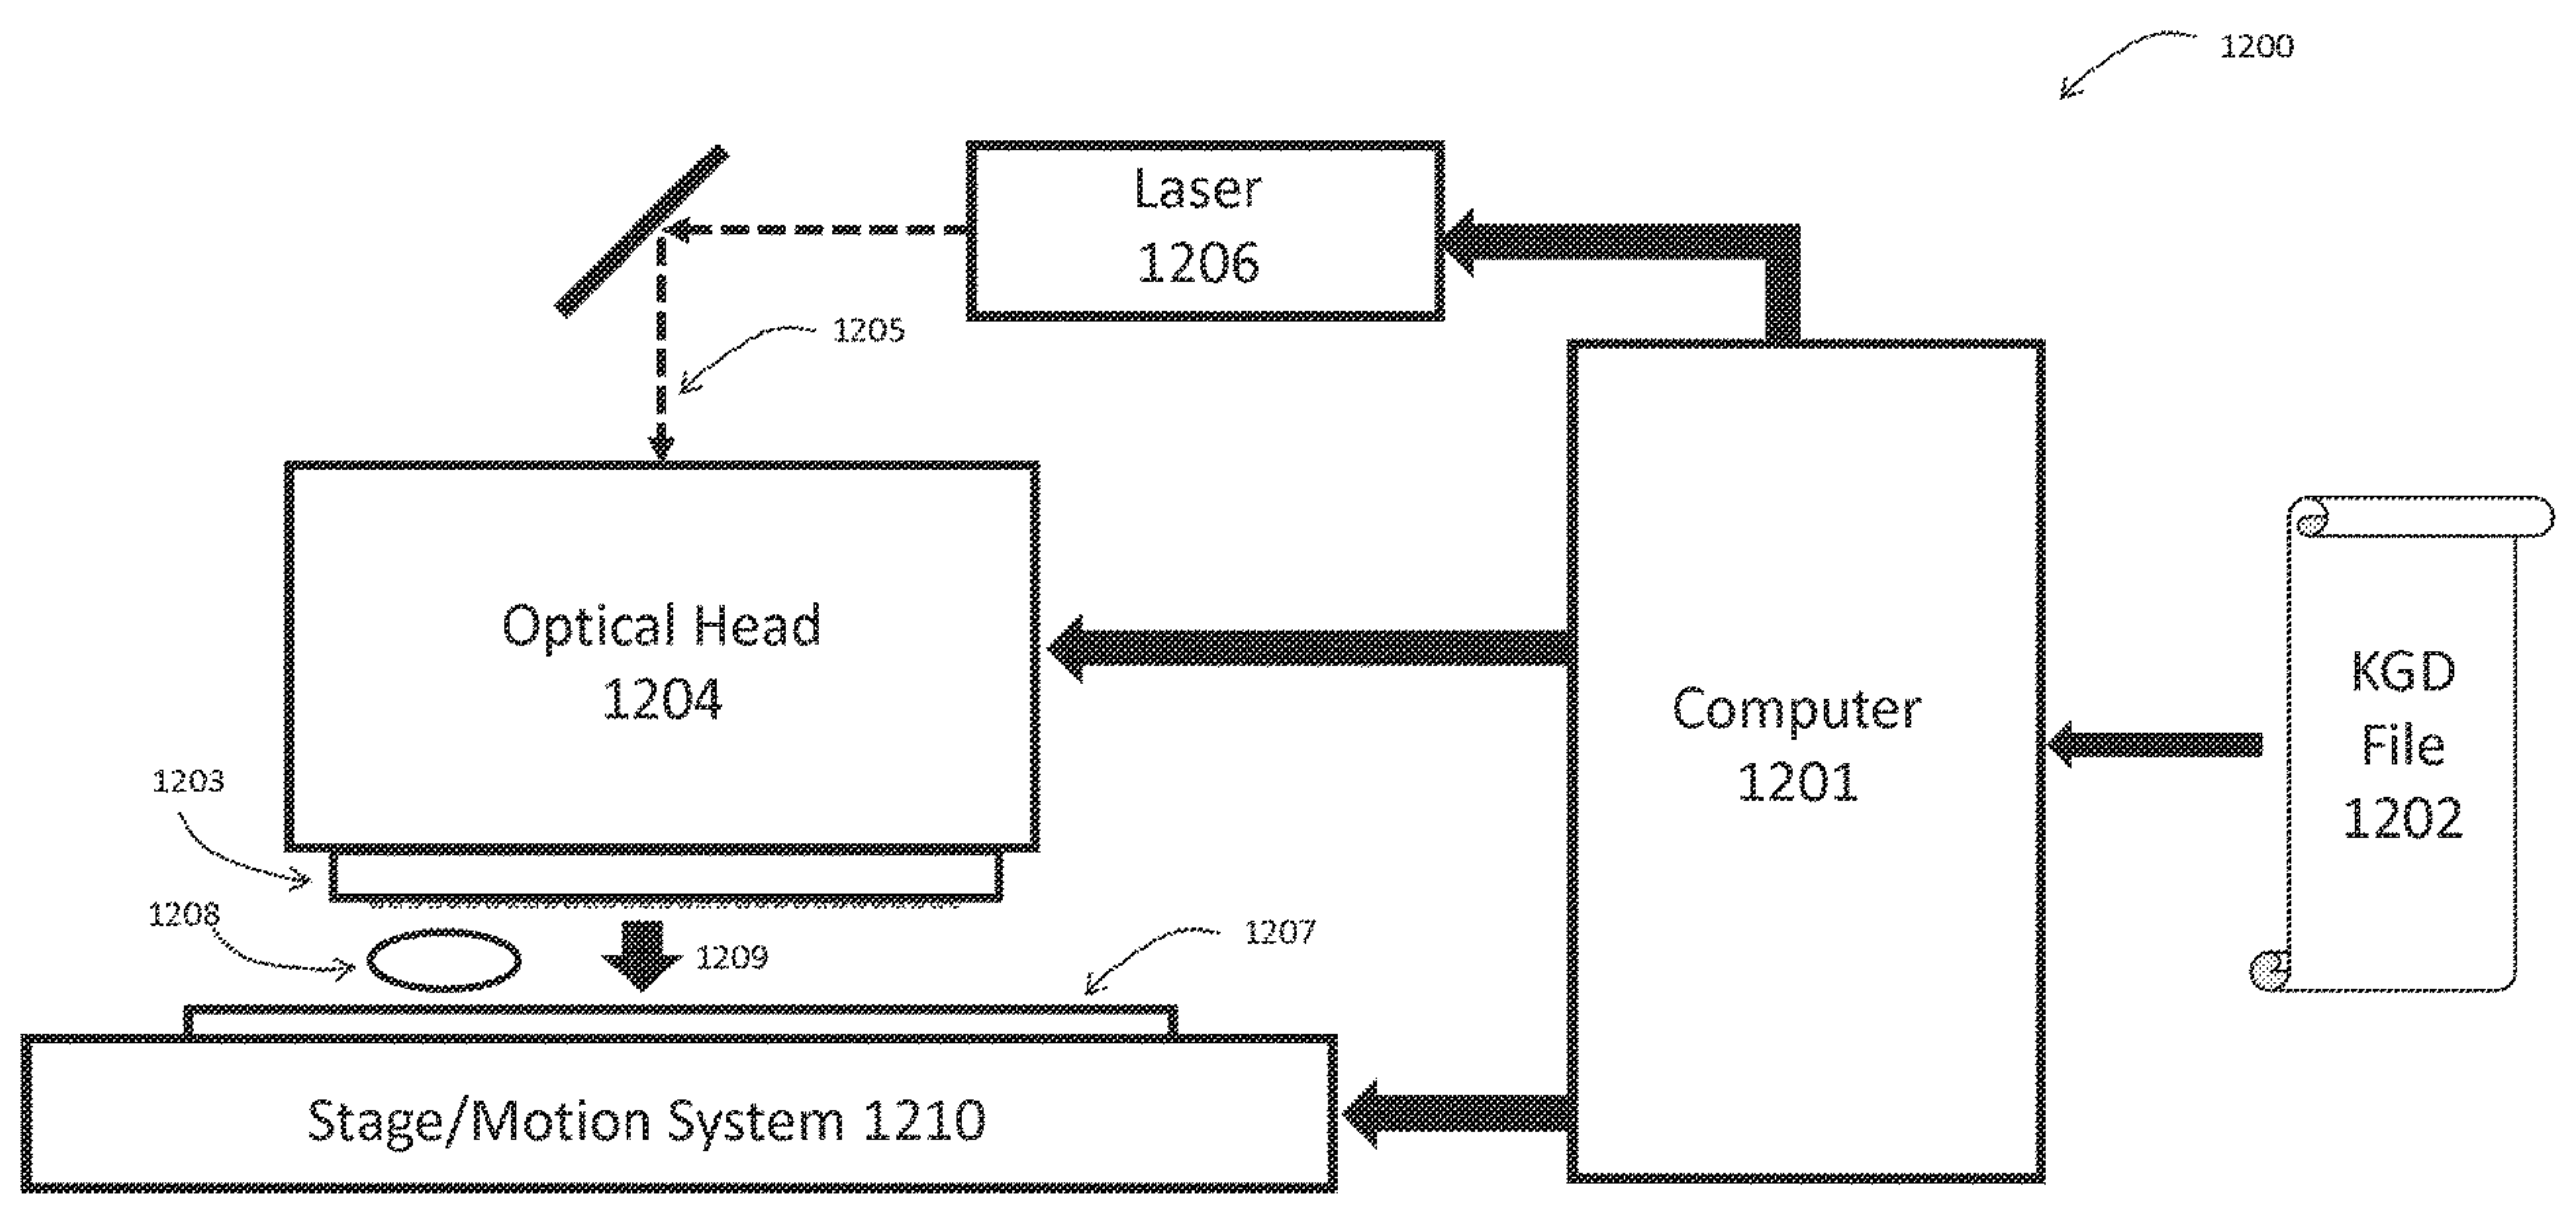 1200
Laser
1206
1205
Optical Head
1204
Computer
1201
KGD
File
1202
1203
1208
1209
1207
Stage/Motion System 1210